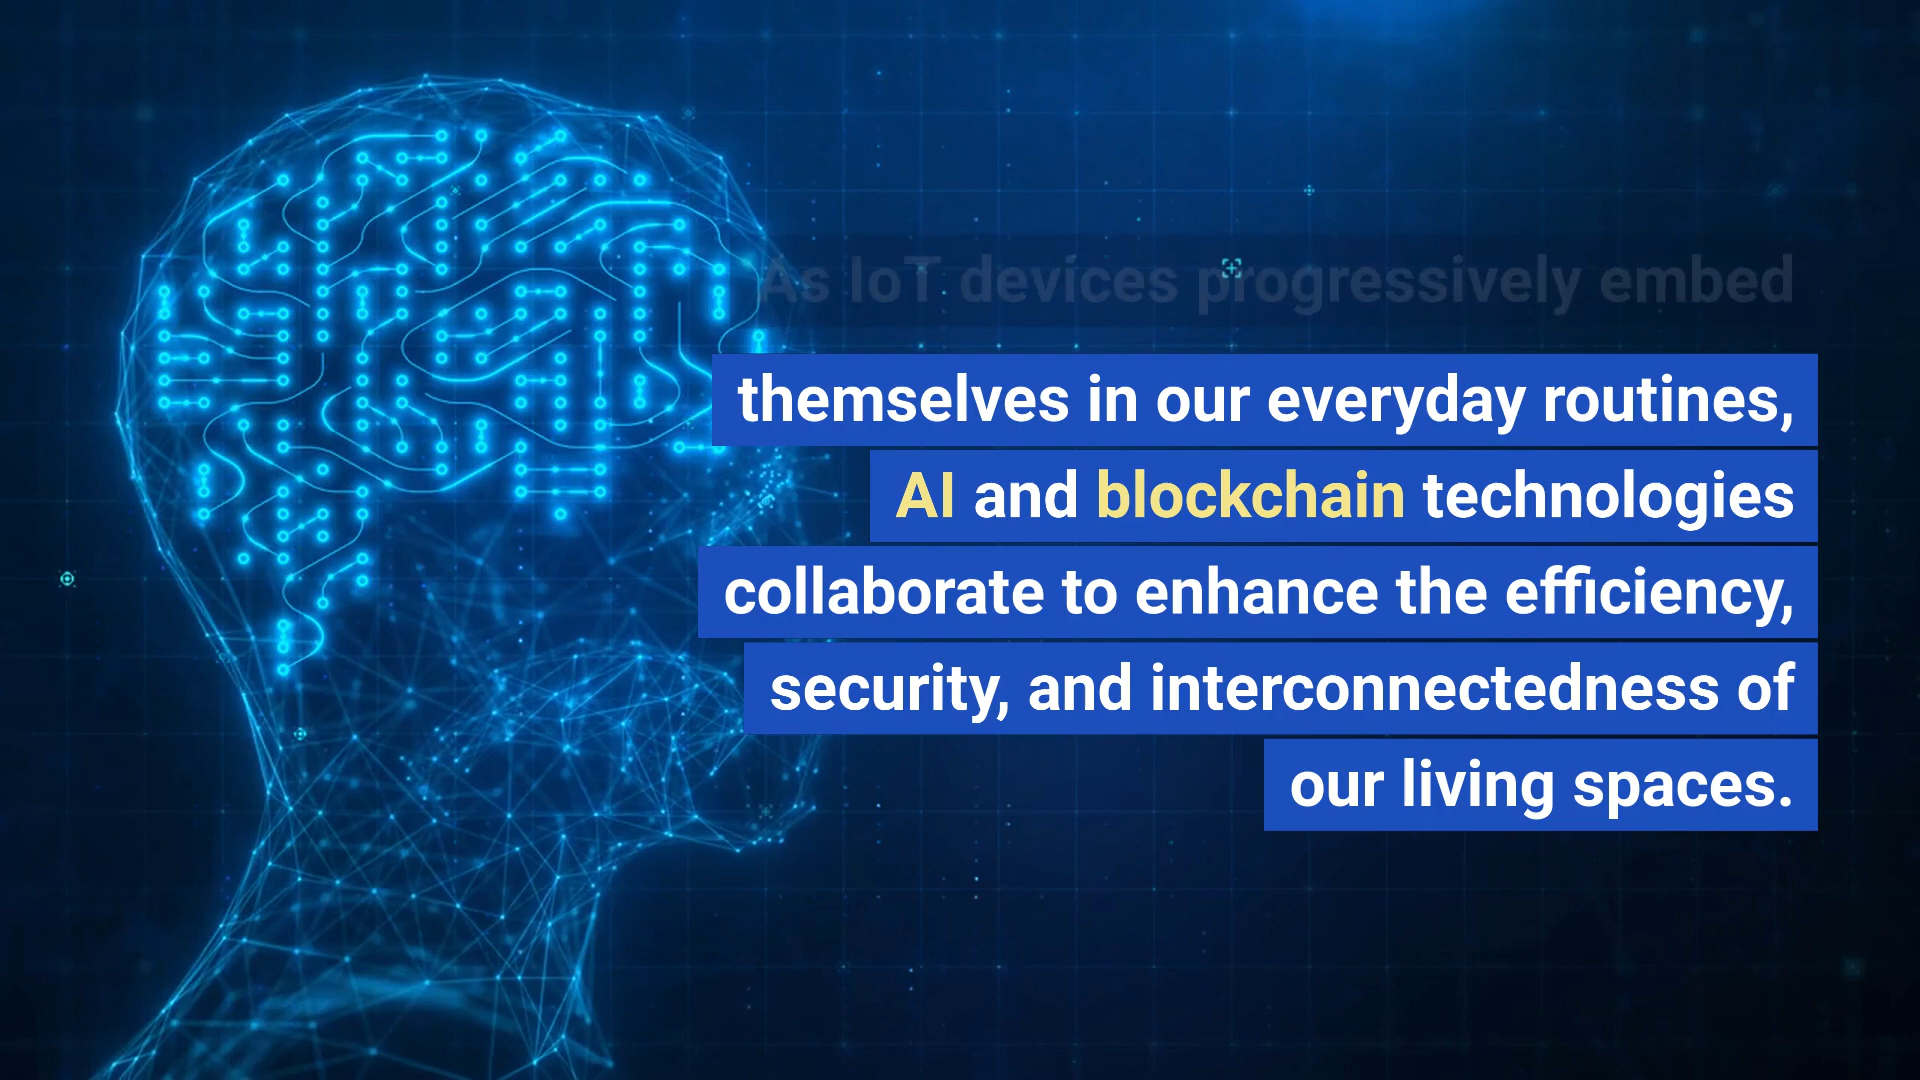 As IoT devices progressively embed
themselves in our everyday routines,
AI and blockchain technologies
collaborate to enhance the efficiency,
security, and interconnectedness of
our living spaces.